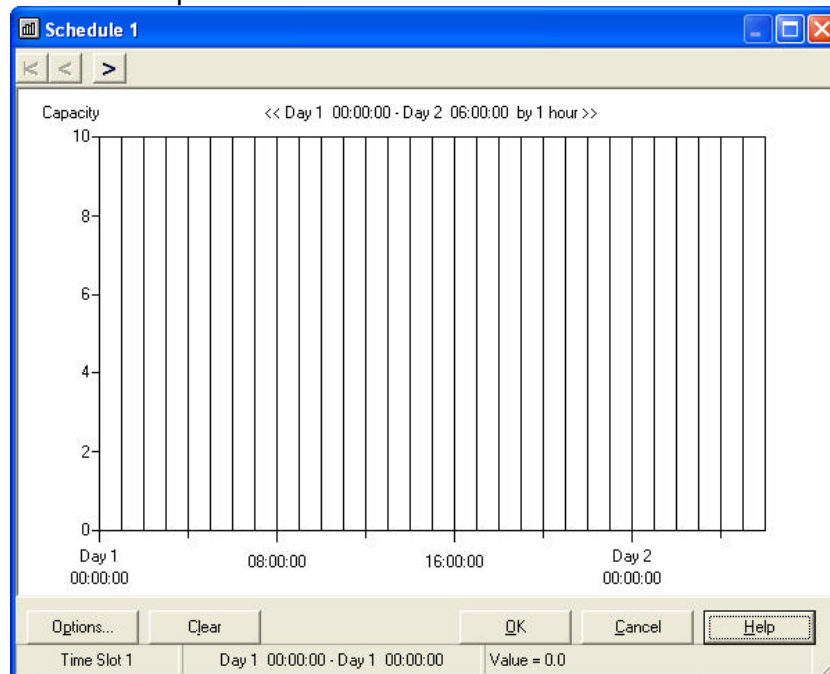 Schedule 1
Capacity
<< Day 1 00:00:00 - Day 2 06:00:00 by 1 hour >>
10
8
6
4
2
0
Day 1
00:00:00
08:00:00
16:00:00
Day 2
00:00:00
Options...
Clear
OK
Cancel
Help
Time Slot 1
Day 1 00:00:00 - Day 1 00:00:00
Value = 0.0